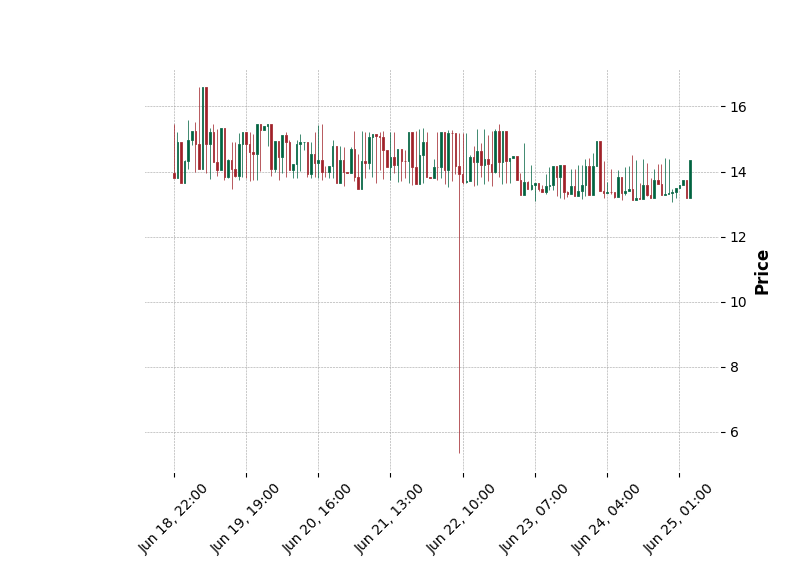 16
14
12
10
8
6
Price
Jun 18, 22:00
Jun 19, 19:00
Jun 20, 16:00
Jun 21, 13:00
Jun 22, 10:00
Jun 23, 07:00
Jun 24, 04:00
Jun 25, 01:00